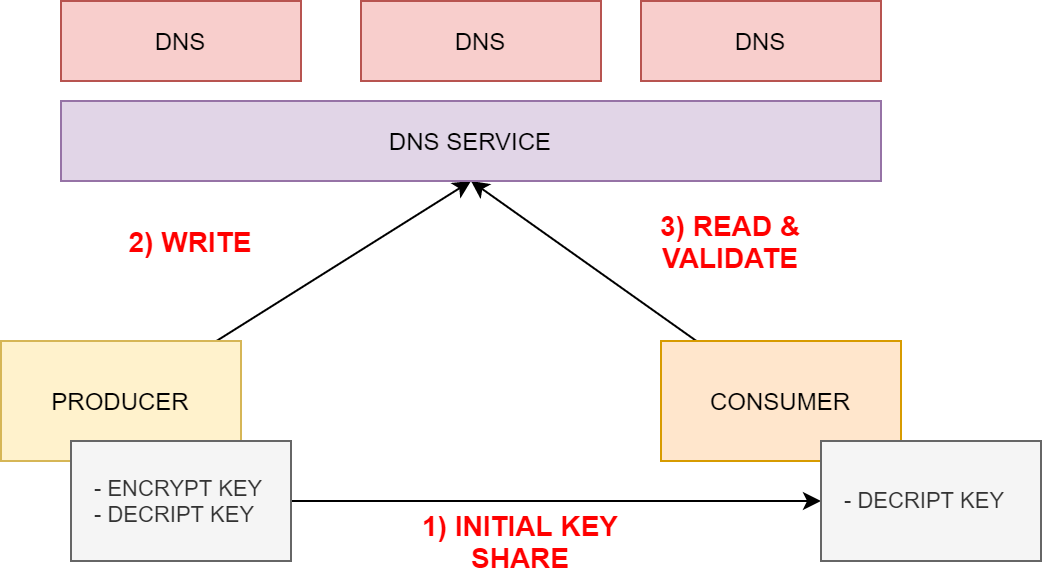 DNS
DNS
DNS
DNS SERVICE
2) WRITE
3) READ &
VALIDATE
PRODUCER
CONSUMER
- ENCRYPT KEY
- DECRIPT KEY
- DECRIPT KEY
1) INITIAL KEY
SHARE